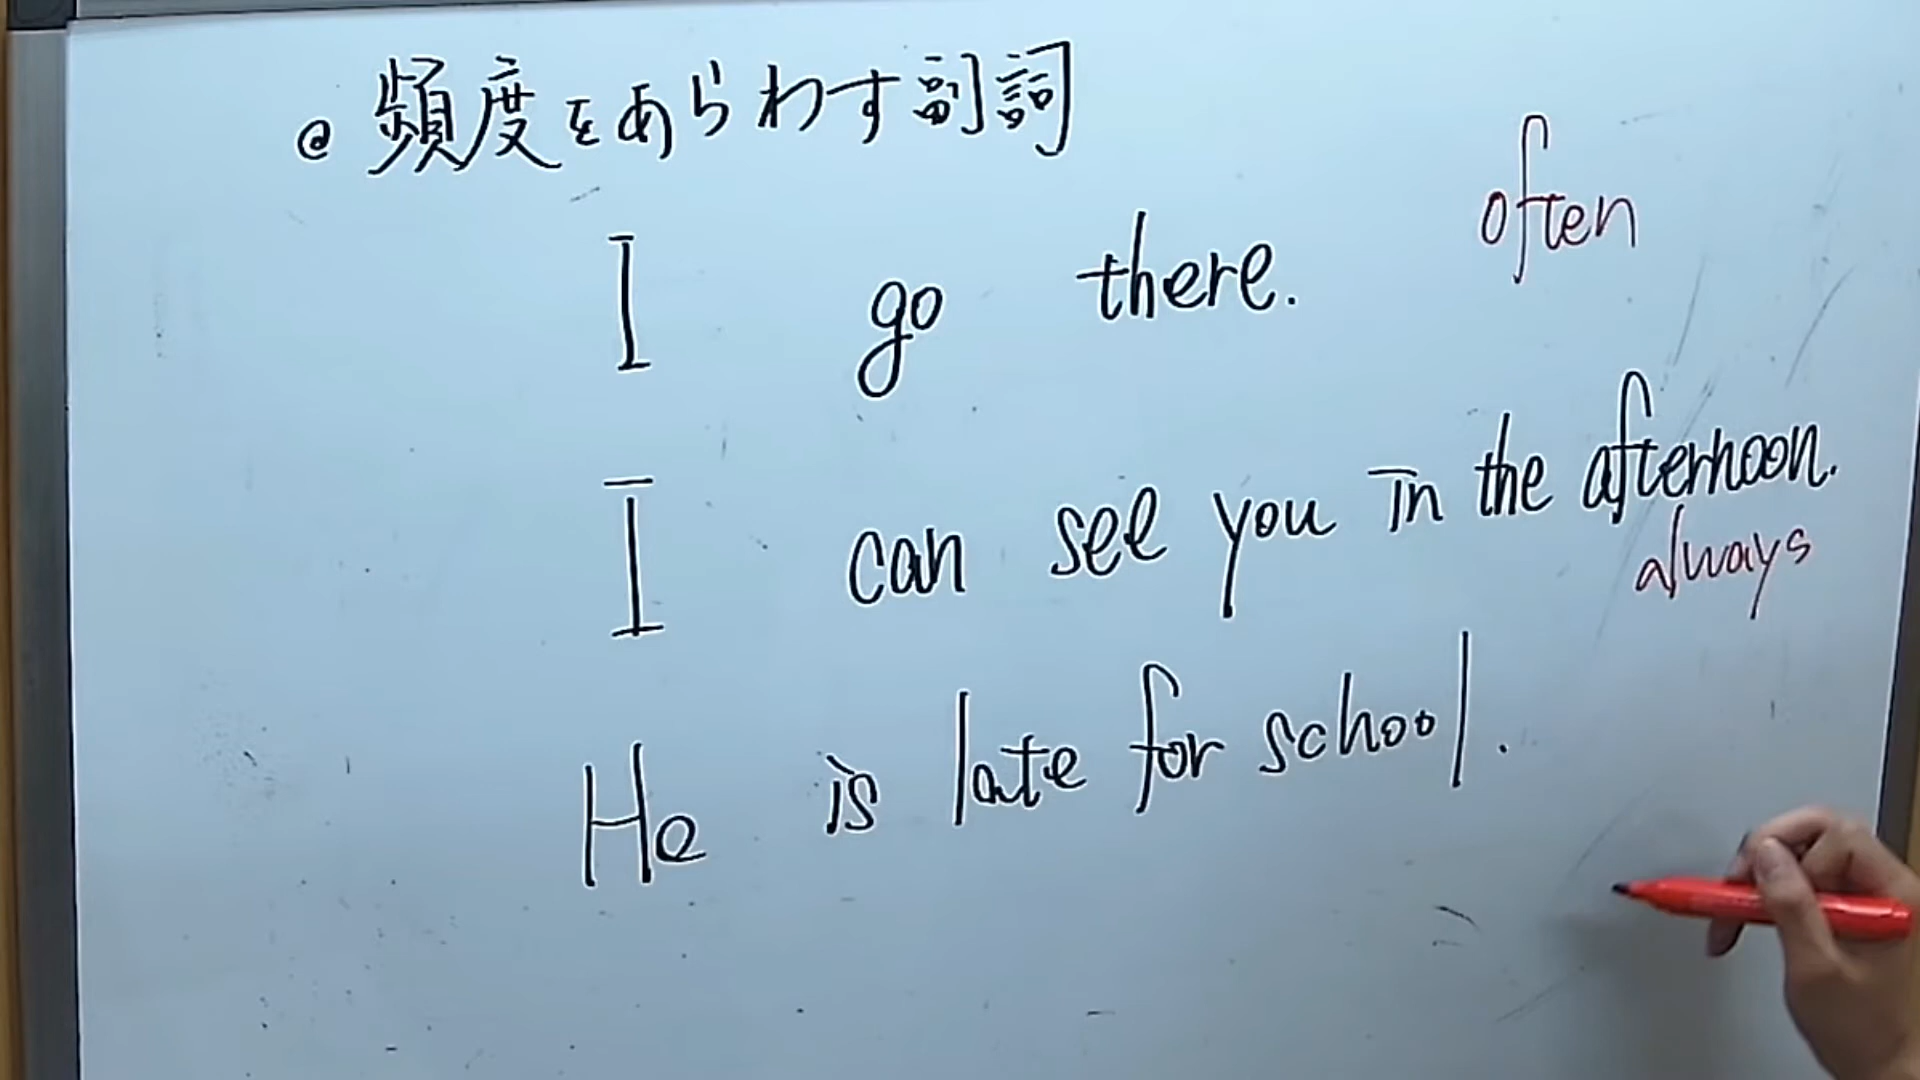 @ 頻度をあらわす副詞
I go there. often
I can see you in the afternoon.
always
He is late for school.